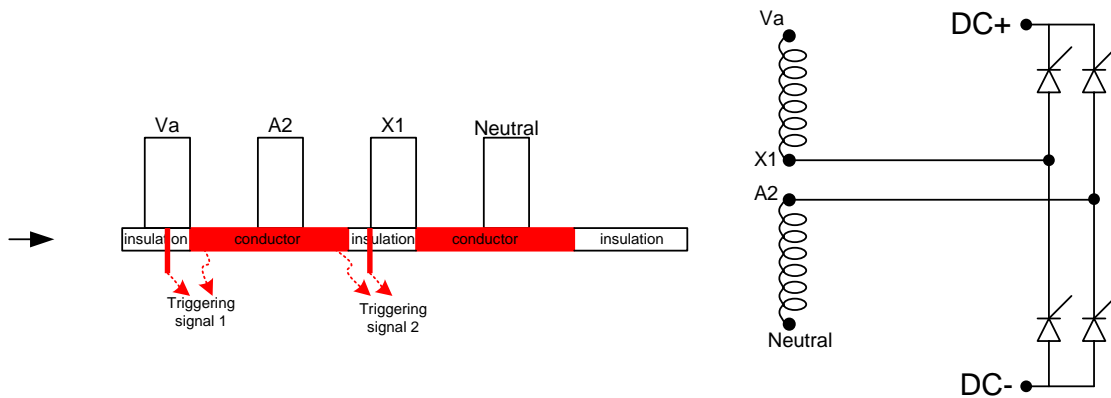 Va
A2
X1
Neutral
insulation
conductor
insulation
conductor
insulation
Triggering
signal 1
Triggering
signal 2
Va
X1
A2
Neutral
DC+
DC-